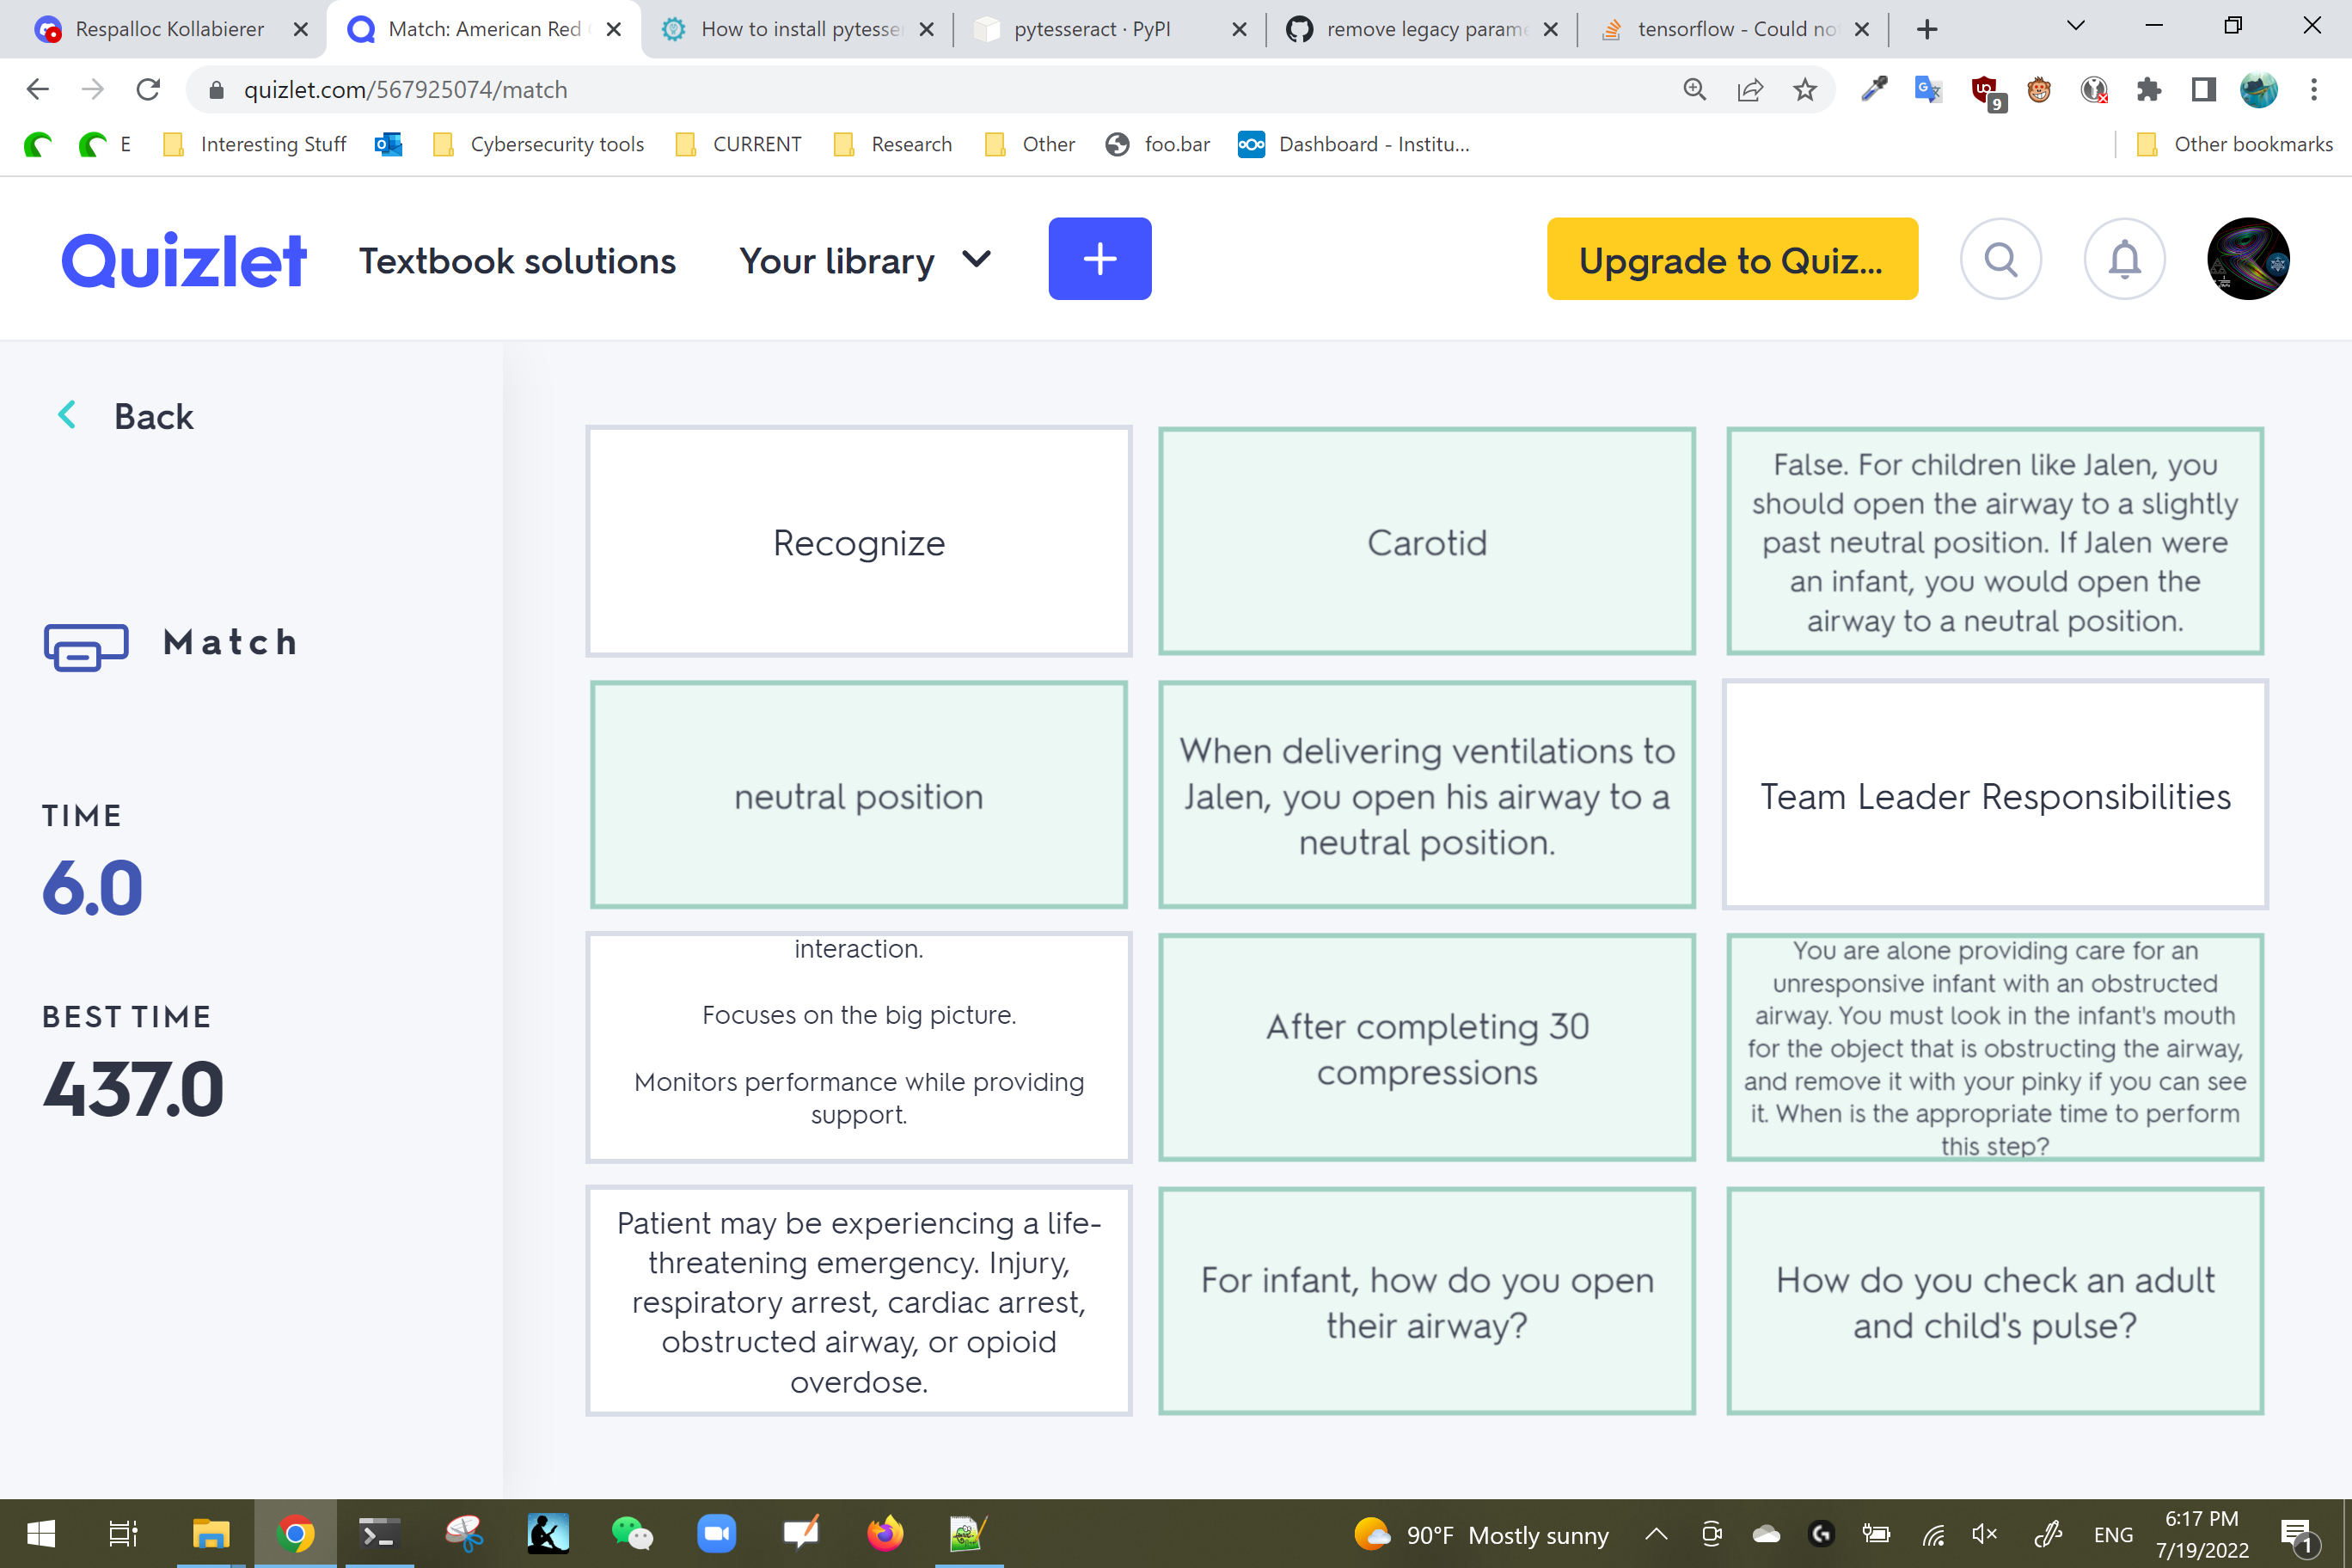 Respalloc Kollabierer
Match: American Red
How to install pytesse
pytesseract · PyPI
remove legacy param
tensorflow - Could no
quizlet.com/567925074/match
9
E
Interesting Stuff
Cybersecurity tools
CURRENT
Research
Other
foo.bar
Dashboard - Institu...
Other bookmarks
Quizlet
Textbook solutions
Your library
+
Upgrade to Quiz...
Back
Match
TIME
6.0
BEST TIME
437.0
Recognize
Carotid
False. For children like Jalen, you
should open the airway to a slightly
past neutral position. If Jalen were
an infant, you would open the
airway to a neutral position.
neutral position
When delivering ventilations to
Jalen, you open his airway to a
neutral position.
Team Leader Responsibilities
interaction.
Focuses on the big picture.
Monitors performance while providing
support.
After completing 30
compressions
You are alone providing care for an
unresponsive infant with an obstructed
airway. You must look in the infant's mouth
for the object that is obstructing the airway,
and remove it with your pinky if you can see
it. When is the appropriate time to perform
this step?
Patient may be experiencing a life-
threatening emergency. Injury,
respiratory arrest, cardiac arrest,
obstructed airway, or opioid
overdose.
For infant, how do you open
their airway?
How do you check an adult
and child's pulse?
90°F Mostly sunny
ENG
6:17 PM
7/19/2022
1